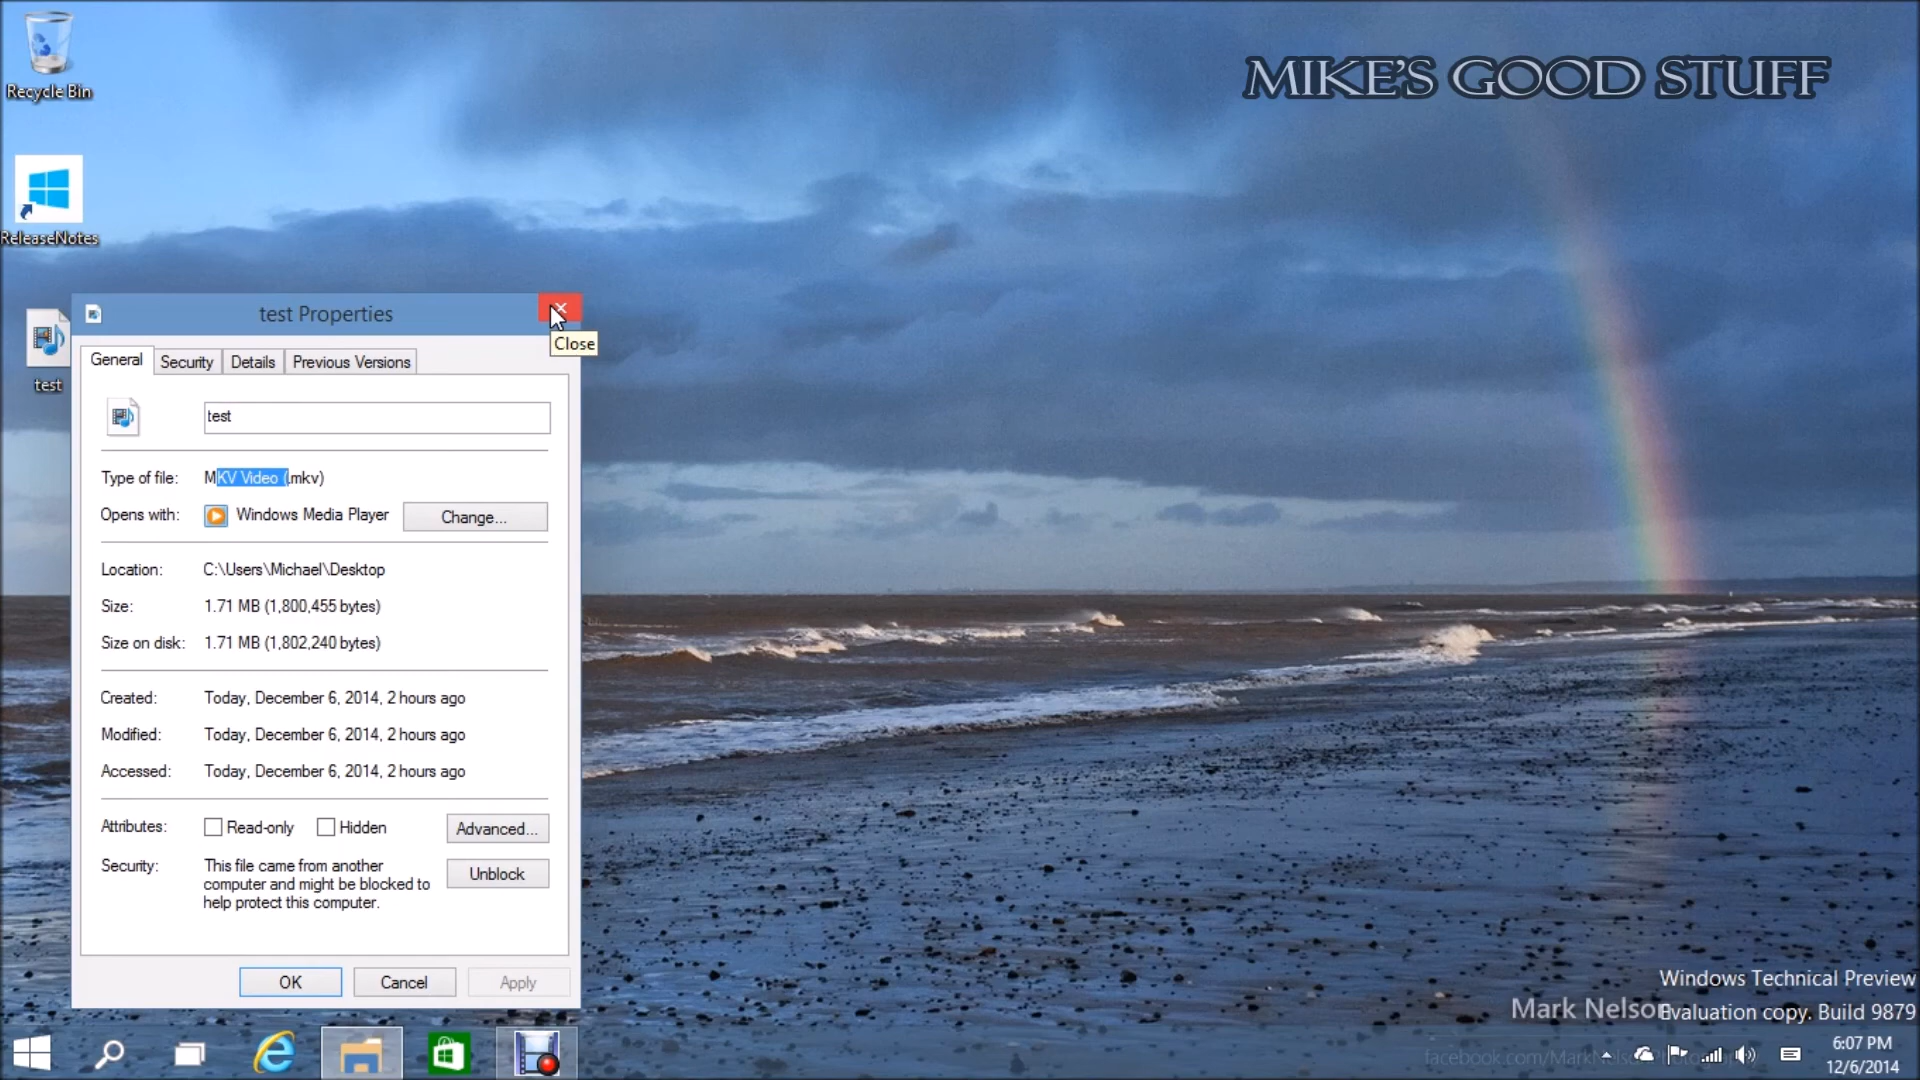 MIKE'S GOOD STUFF
Recycle Bin
ReleaseNotes
test
test Properties
Close
General
Security
Details
Previous Versions
test
Type of file: MKV Video (.mkv)
Opens with: Windows Media Player
Change...
Location: C:\Users\Michael\Desktop
Size: 1.71 MB (1,800,455 bytes)
Size on disk: 1.71 MB (1,802,240 bytes)
Created: Today, December 6, 2014, 2 hours ago
Modified: Today, December 6, 2014, 2 hours ago
Accessed: Today, December 6, 2014, 2 hours ago
Attributes: Read-only Hidden
Advanced...
Security: This file came from another
computer and might be blocked to
help protect this computer.
Unblock
OK
Cancel
Apply
Windows Technical Preview
Mark Nelson
Evaluation copy. Build 9879
6:07 PM
12/6/2014